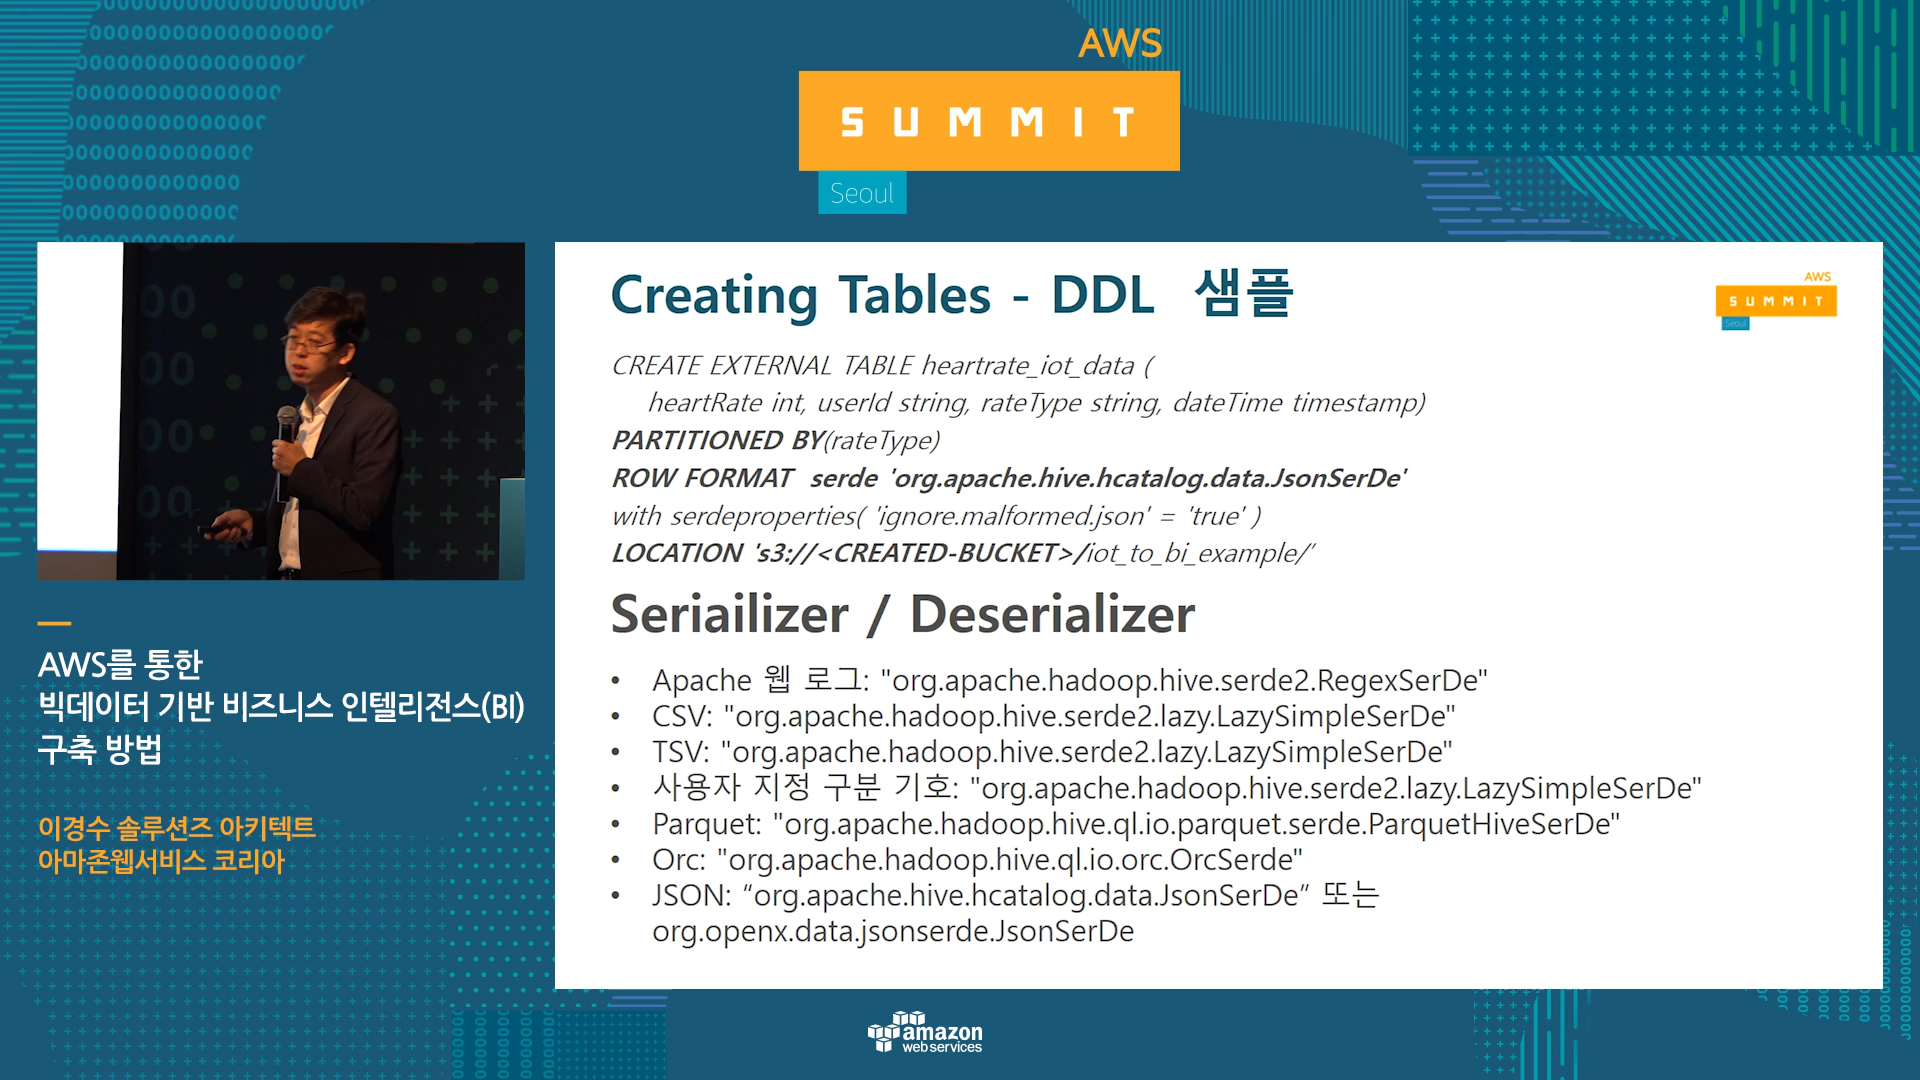 AWS
SUMMIT
Seoul
Creating Tables - DDL 샘플
AWS
SUMMIT
Seoul
CREATE EXTERNAL TABLE heartrate_iot_data (
heartRate int, userId string, rateType string, dateTime timestamp)
PARTITIONED BY(rateType)
ROW FORMAT serde 'org.apache.hive.hcatalog.data.JsonSerDe'
with serdeproperties( 'ignore.malformed.json' = 'true' )
LOCATION 's3://<CREATED-BUCKET>/iot_to_bi_example/'
Seriailizer / Deserializer
• Apache 웹 로그: "org.apache.hadoop.hive.serde2.RegexSerDe"
• CSV: "org.apache.hadoop.hive.serde2.lazy.LazySimpleSerDe"
• TSV: "org.apache.hadoop.hive.serde2.lazy.LazySimpleSerDe"
• 사용자 지정 구분 기호: "org.apache.hadoop.hive.serde2.lazy.LazySimpleSerDe"
• Parquet: "org.apache.hadoop.hive.ql.io.parquet.serde.ParquetHiveSerDe"
• Orc: "org.apache.hadoop.hive.ql.io.orc.OrcSerde"
• JSON: “org.apache.hive.hcatalog.data.JsonSerDe” 또는
org.openx.data.jsonserde.JsonSerDe
AWS를 통한
빅데이터 기반 비즈니스 인텔리전스(BI)
구축 방법
이경수 솔루션즈 아키텍트
아마존웹서비스 코리아
amazon
web services